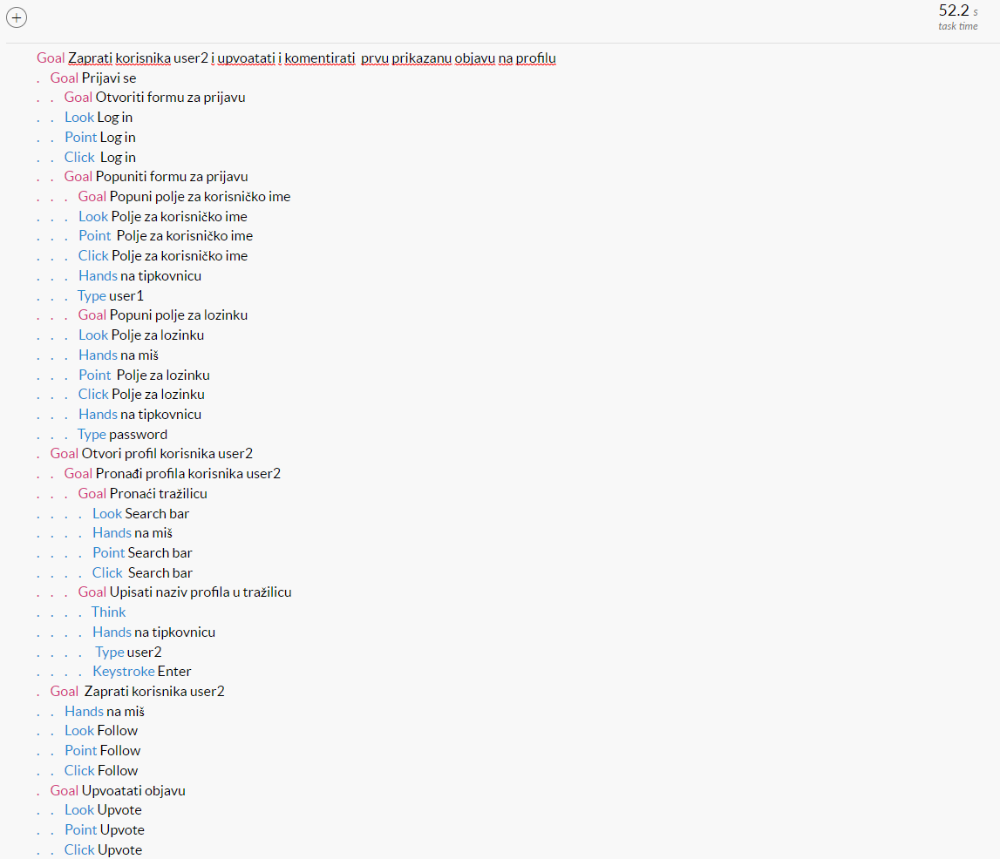 +
52.2 s
task time
Goal Zaprati korisnika user2 i upvoatati i komentirati  prvu prikazanu objavu na profilu
. Goal Prijavi se
. . Goal Otvoriti formu za prijavu
. . Look Log in
. . Point Log in
. . Click  Log in
. . Goal Popuniti formu za prijavu
. . . Goal Popuni polje za korisničko ime
. . . Look Polje za korisničko ime
. . . Point  Polje za korisničko ime
. . . Click Polje za korisničko ime
. . . Hands na tipkovnicu
. . . Type user1
. . . Goal Popuni polje za lozinku
. . . Look Polje za lozinku
. . . Hands na miš
. . . Point  Polje za lozinku
. . . Click Polje za lozinku
. . . Hands na tipkovnicu
. . . Type password
. Goal Otvori profil korisnika user2
. . Goal Pronađi profila korisnika user2
. . . Goal Pronaći tražilicu
. . . . Look Search bar
. . . . Hands na miš
. . . . Point Search bar
. . . . Click  Search bar
. . . Goal Upisati naziv profila u tražilicu
. . . . Think
. . . . Hands na tipkovnicu
. . . .  Type user2
. . . . Keystroke Enter
. Goal  Zaprati korisnika user2
. . Hands na miš
. . Look Follow
. . Point Follow
. . Click Follow
. Goal Upvoatati objavu
. . Look Upvote
. . Point Upvote
. . Click Upvote